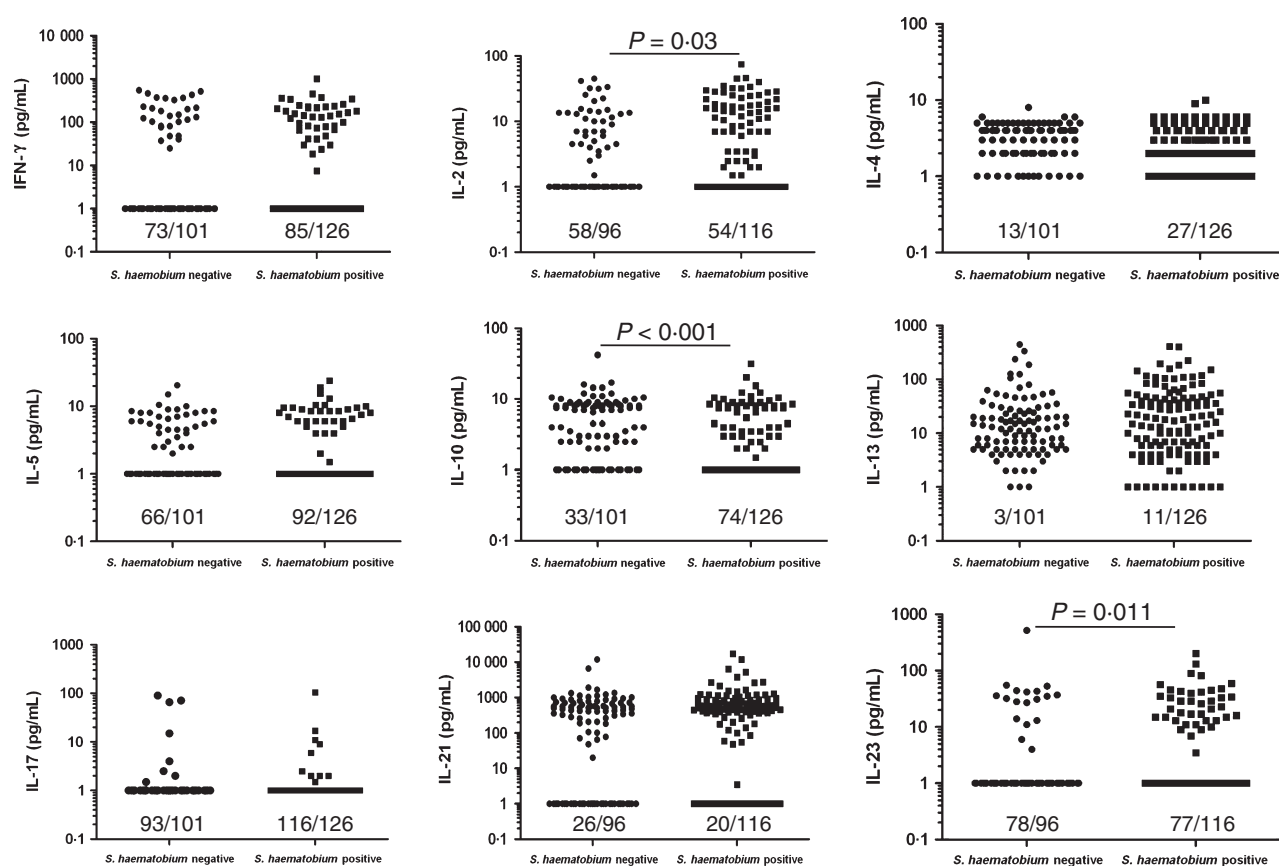 IFN-γ (pg/mL)
10 000
1000
100
10
1
0·1
73/101
85/126
S. haemobium negative
S. haematobium positive
IL-2 (pg/mL)
P = 0·03
100
10
1
0·1
58/96
54/116
S. haematobium negative
S. haematobium positive
IL-4 (pg/mL)
100
10
1
0·1
13/101
27/126
S. haematobium negative
S. haematobium positive
IL-5 (pg/mL)
100
10
1
0·1
66/101
92/126
S. haematobium negative
S. haematobium positive
IL-10 (pg/mL)
P < 0·001
100
10
1
0·1
33/101
74/126
S. haematobium negative
S. haematobium positive
IL-13 (pg/mL)
1000
100
10
1
0·1
3/101
11/126
S. haematobium negative
S. haematobium positive
IL-17 (pg/mL)
1000
100
10
1
0·1
93/101
116/126
S. haematobium negative
S. haematobium positive
IL-21 (pg/mL)
100 000
10 000
1000
100
10
1
0·1
26/96
20/116
S. haematobium negative
S. haematobium positive
IL-23 (pg/mL)
P = 0·011
1000
100
10
1
0·1
78/96
77/116
S. haematobium negative
S. haematobium positive